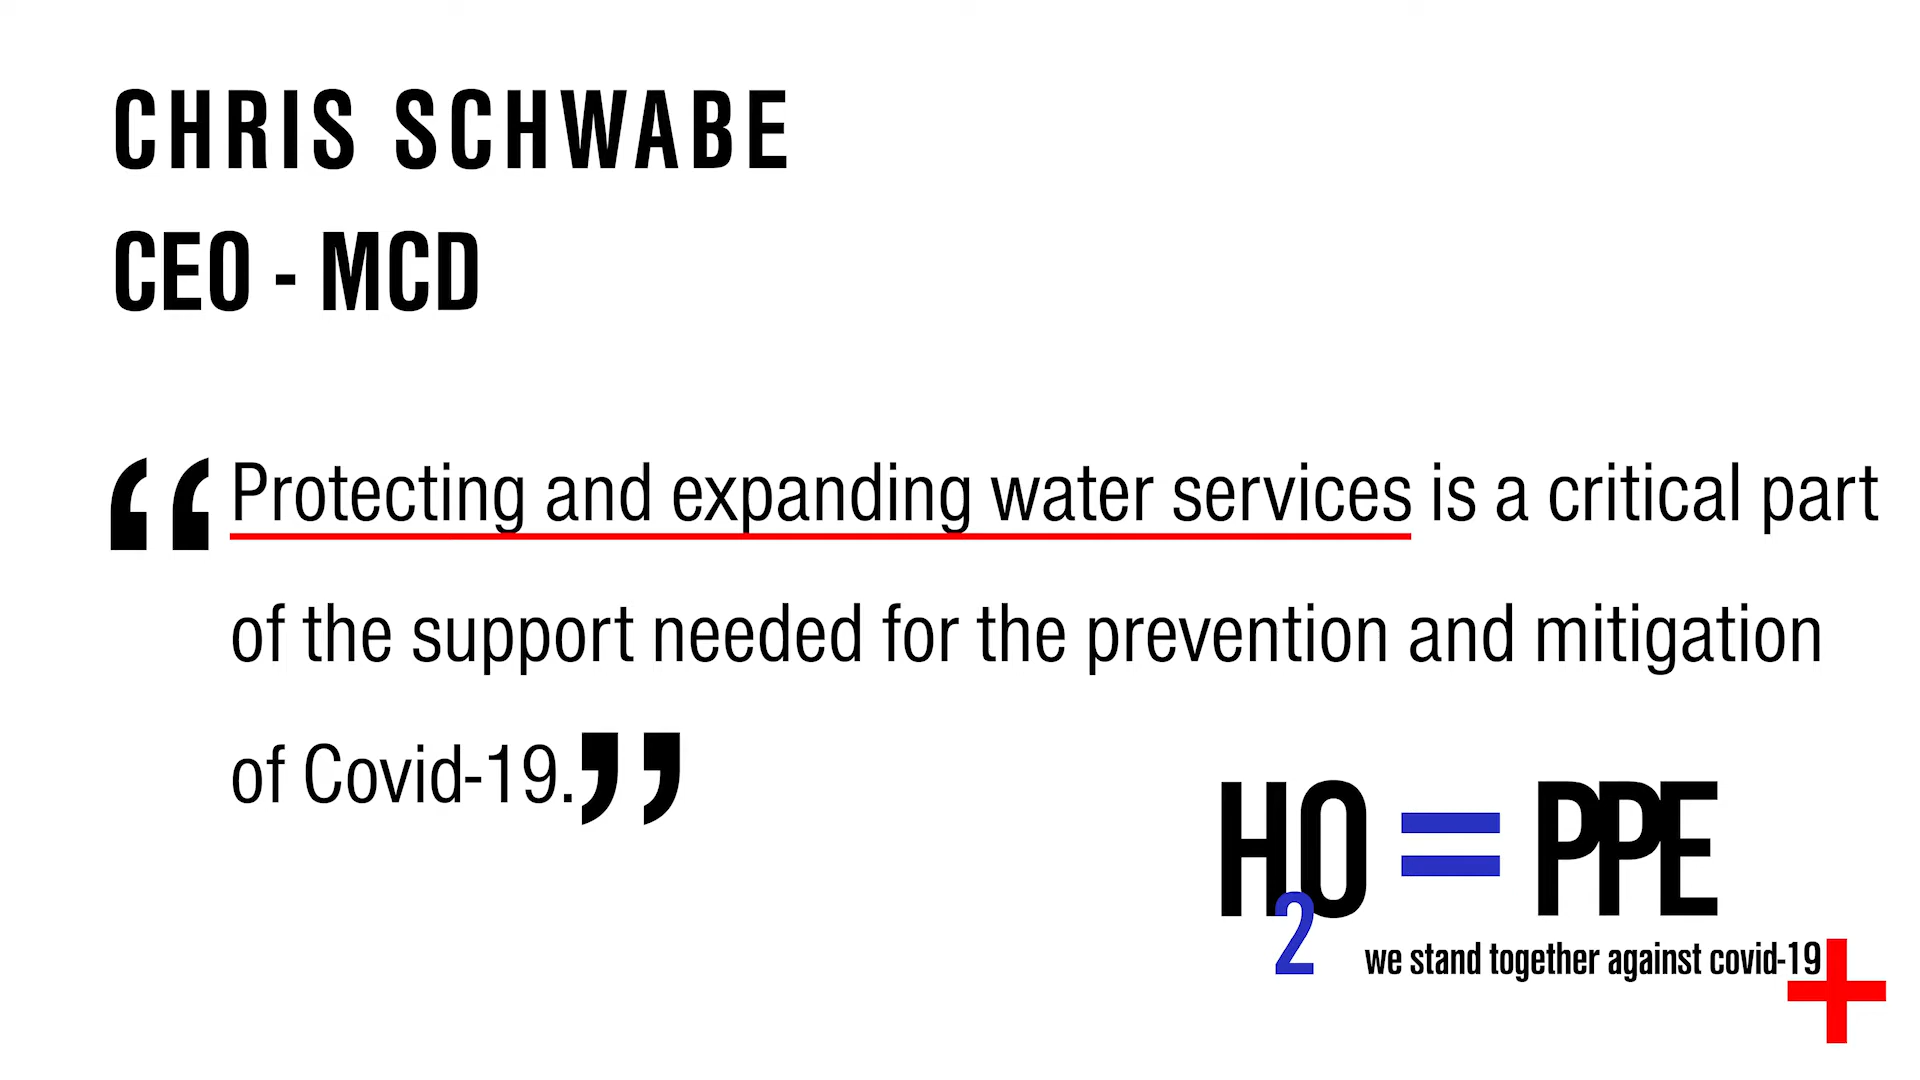 CHRIS SCHWABE
CEO - MCD
“Protecting and expanding water services is a critical part
of the support needed for the prevention and mitigation
of Covid-19.”
H2O = PPE
we stand together against covid-19